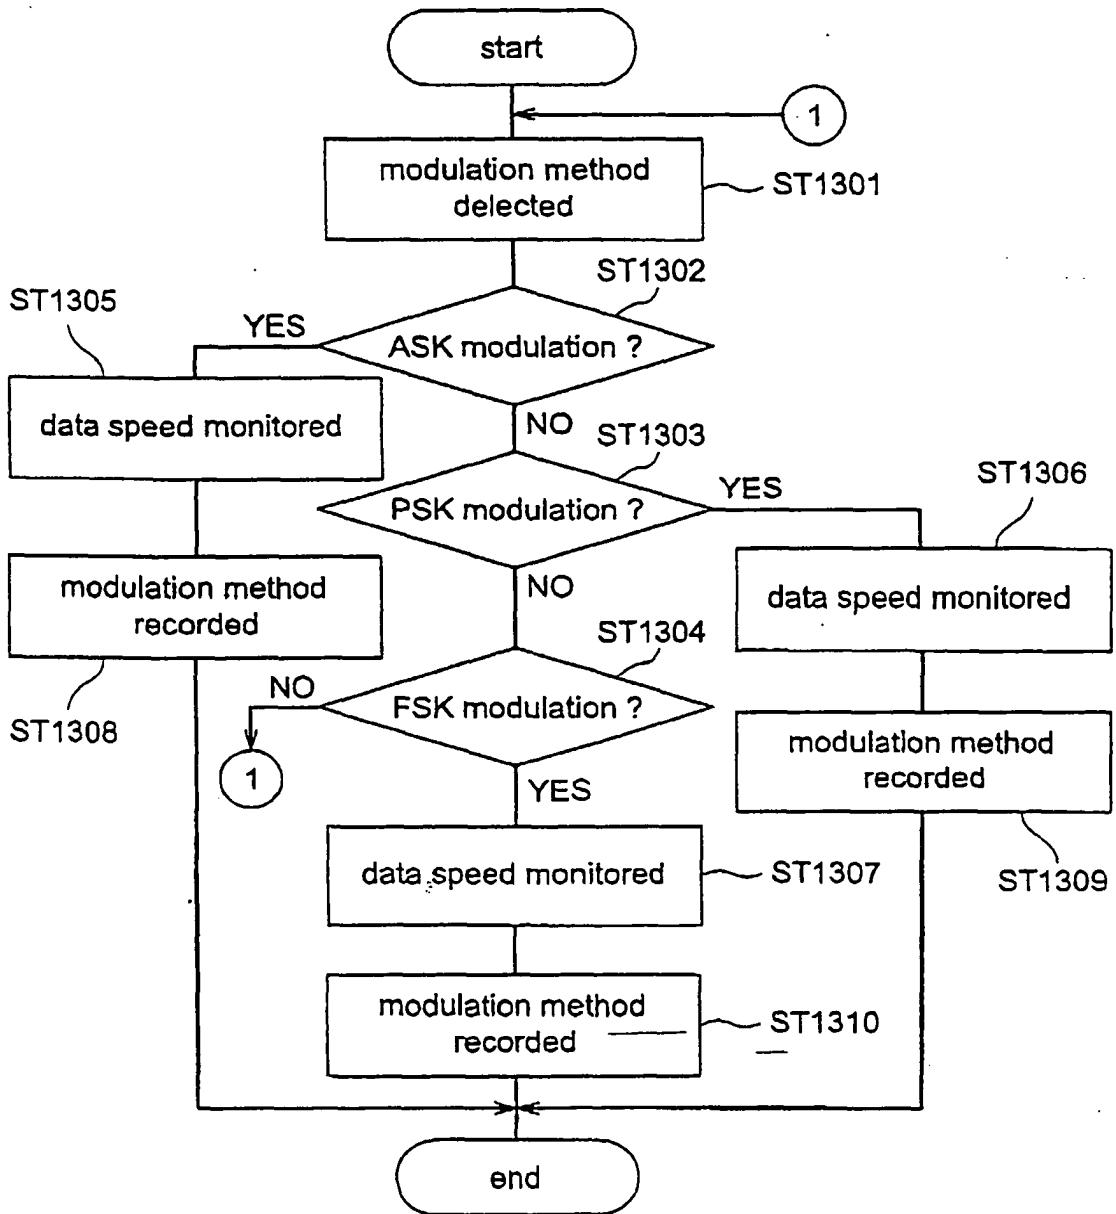 start
1
modulation method
delected
ST1301
ST1302
ST1305
YES
ASK modulation ?
data speed monitored
NO
ST1303
ST1306
PSK modulation ?
YES
modulation method
recorded
NO
data speed monitored
ST1304
ST1308
NO
FSK modulation ?
modulation method
recorded
1
YES
data speed monitored
ST1307
ST1309
modulation method
recorded
ST1310
end